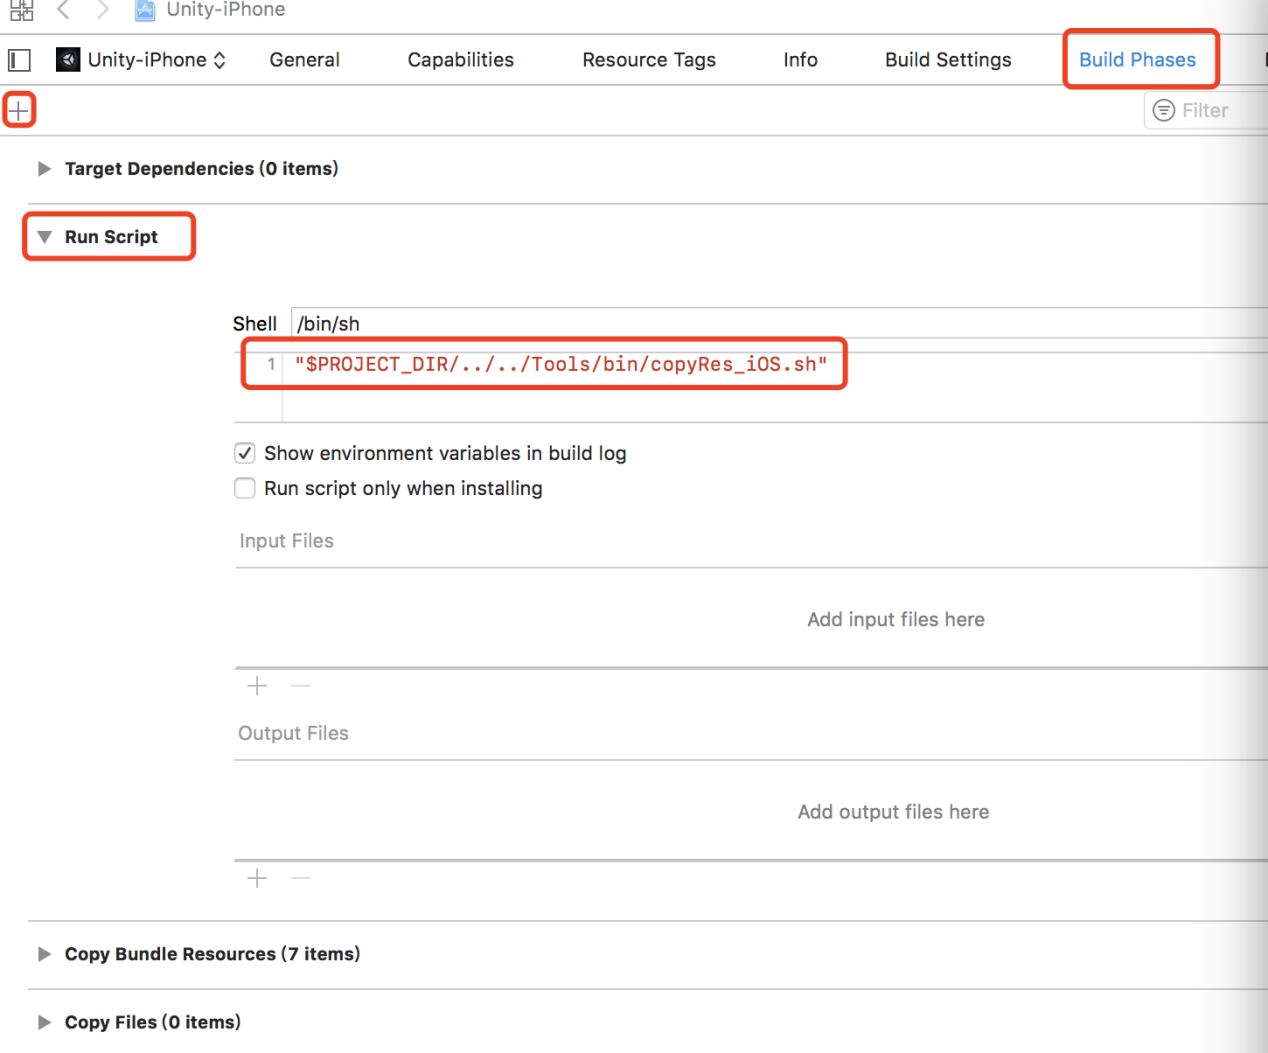 Unity-iPhone
Unity-iPhone General Capabilities Resource Tags Info Build Settings Build Phases
Filter
Target Dependencies (0 items)
Run Script
Shell /bin/sh
1 "$PROJECT_DIR/../../Tools/bin/copyRes_iOS.sh"
Show environment variables in build log
Run script only when installing
Input Files
Add input files here
Output Files
Add output files here
Copy Bundle Resources (7 items)
Copy Files (0 items)